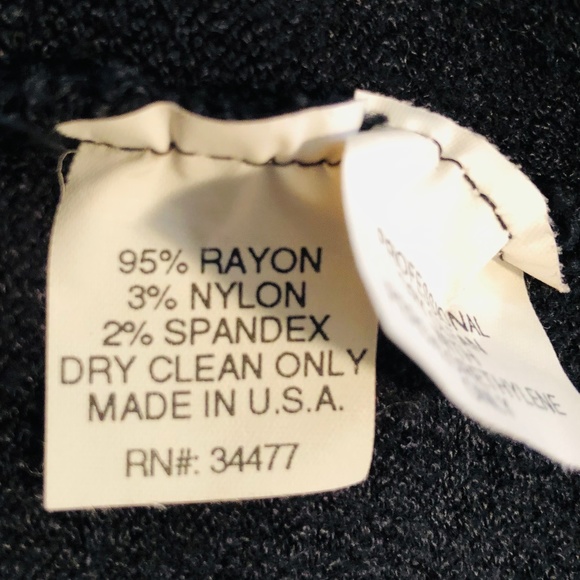 95% RAYON
3% NYLON
2% SPANDEX
DRY CLEAN ONLY
MADE IN U.S.A.
RN#: 34477
PROFESSIONAL